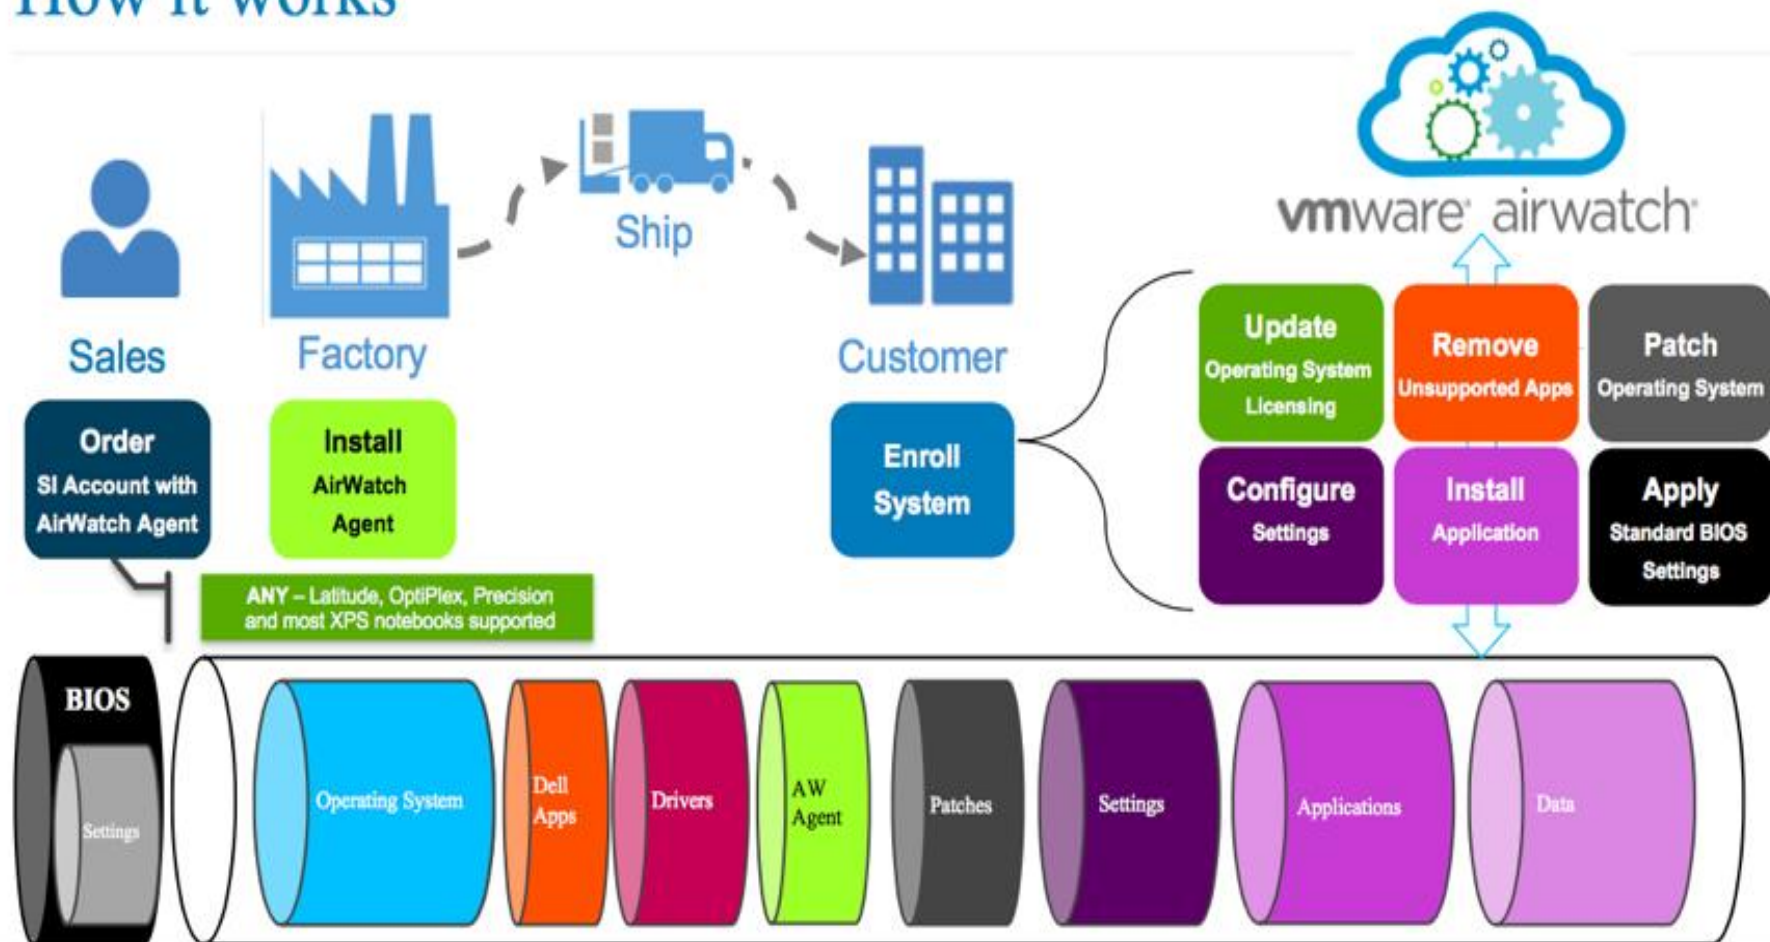 How it works
vmware airwatch
Ship
Sales
Factory
Customer
Order
SI Account with
AirWatch Agent
Install
AirWatch
Agent
Enroll
System
Update
Operating System
Licensing
Remove
Unsupported Apps
Patch
Operating System
Configure
Settings
Install
Application
Apply
Standard BIOS
Settings
ANY – Latitude, OptiPlex, Precision
and most XPS notebooks supported
BIOS
Settings
Operating System
Dell
Apps
Drivers
AW
Agent
Patches
Settings
Applications
Data